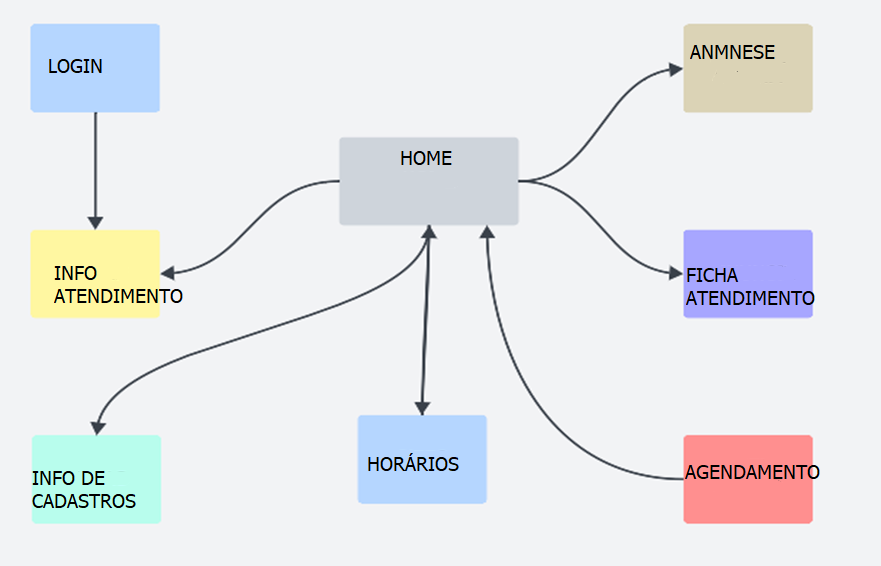 LOGIN
ANMNESE
HOME
INFO
ATENDIMENTO
FICHA
ATENDIMENTO
INFO DE
CADASTROS
HORÁRIOS
AGENDAMENTO